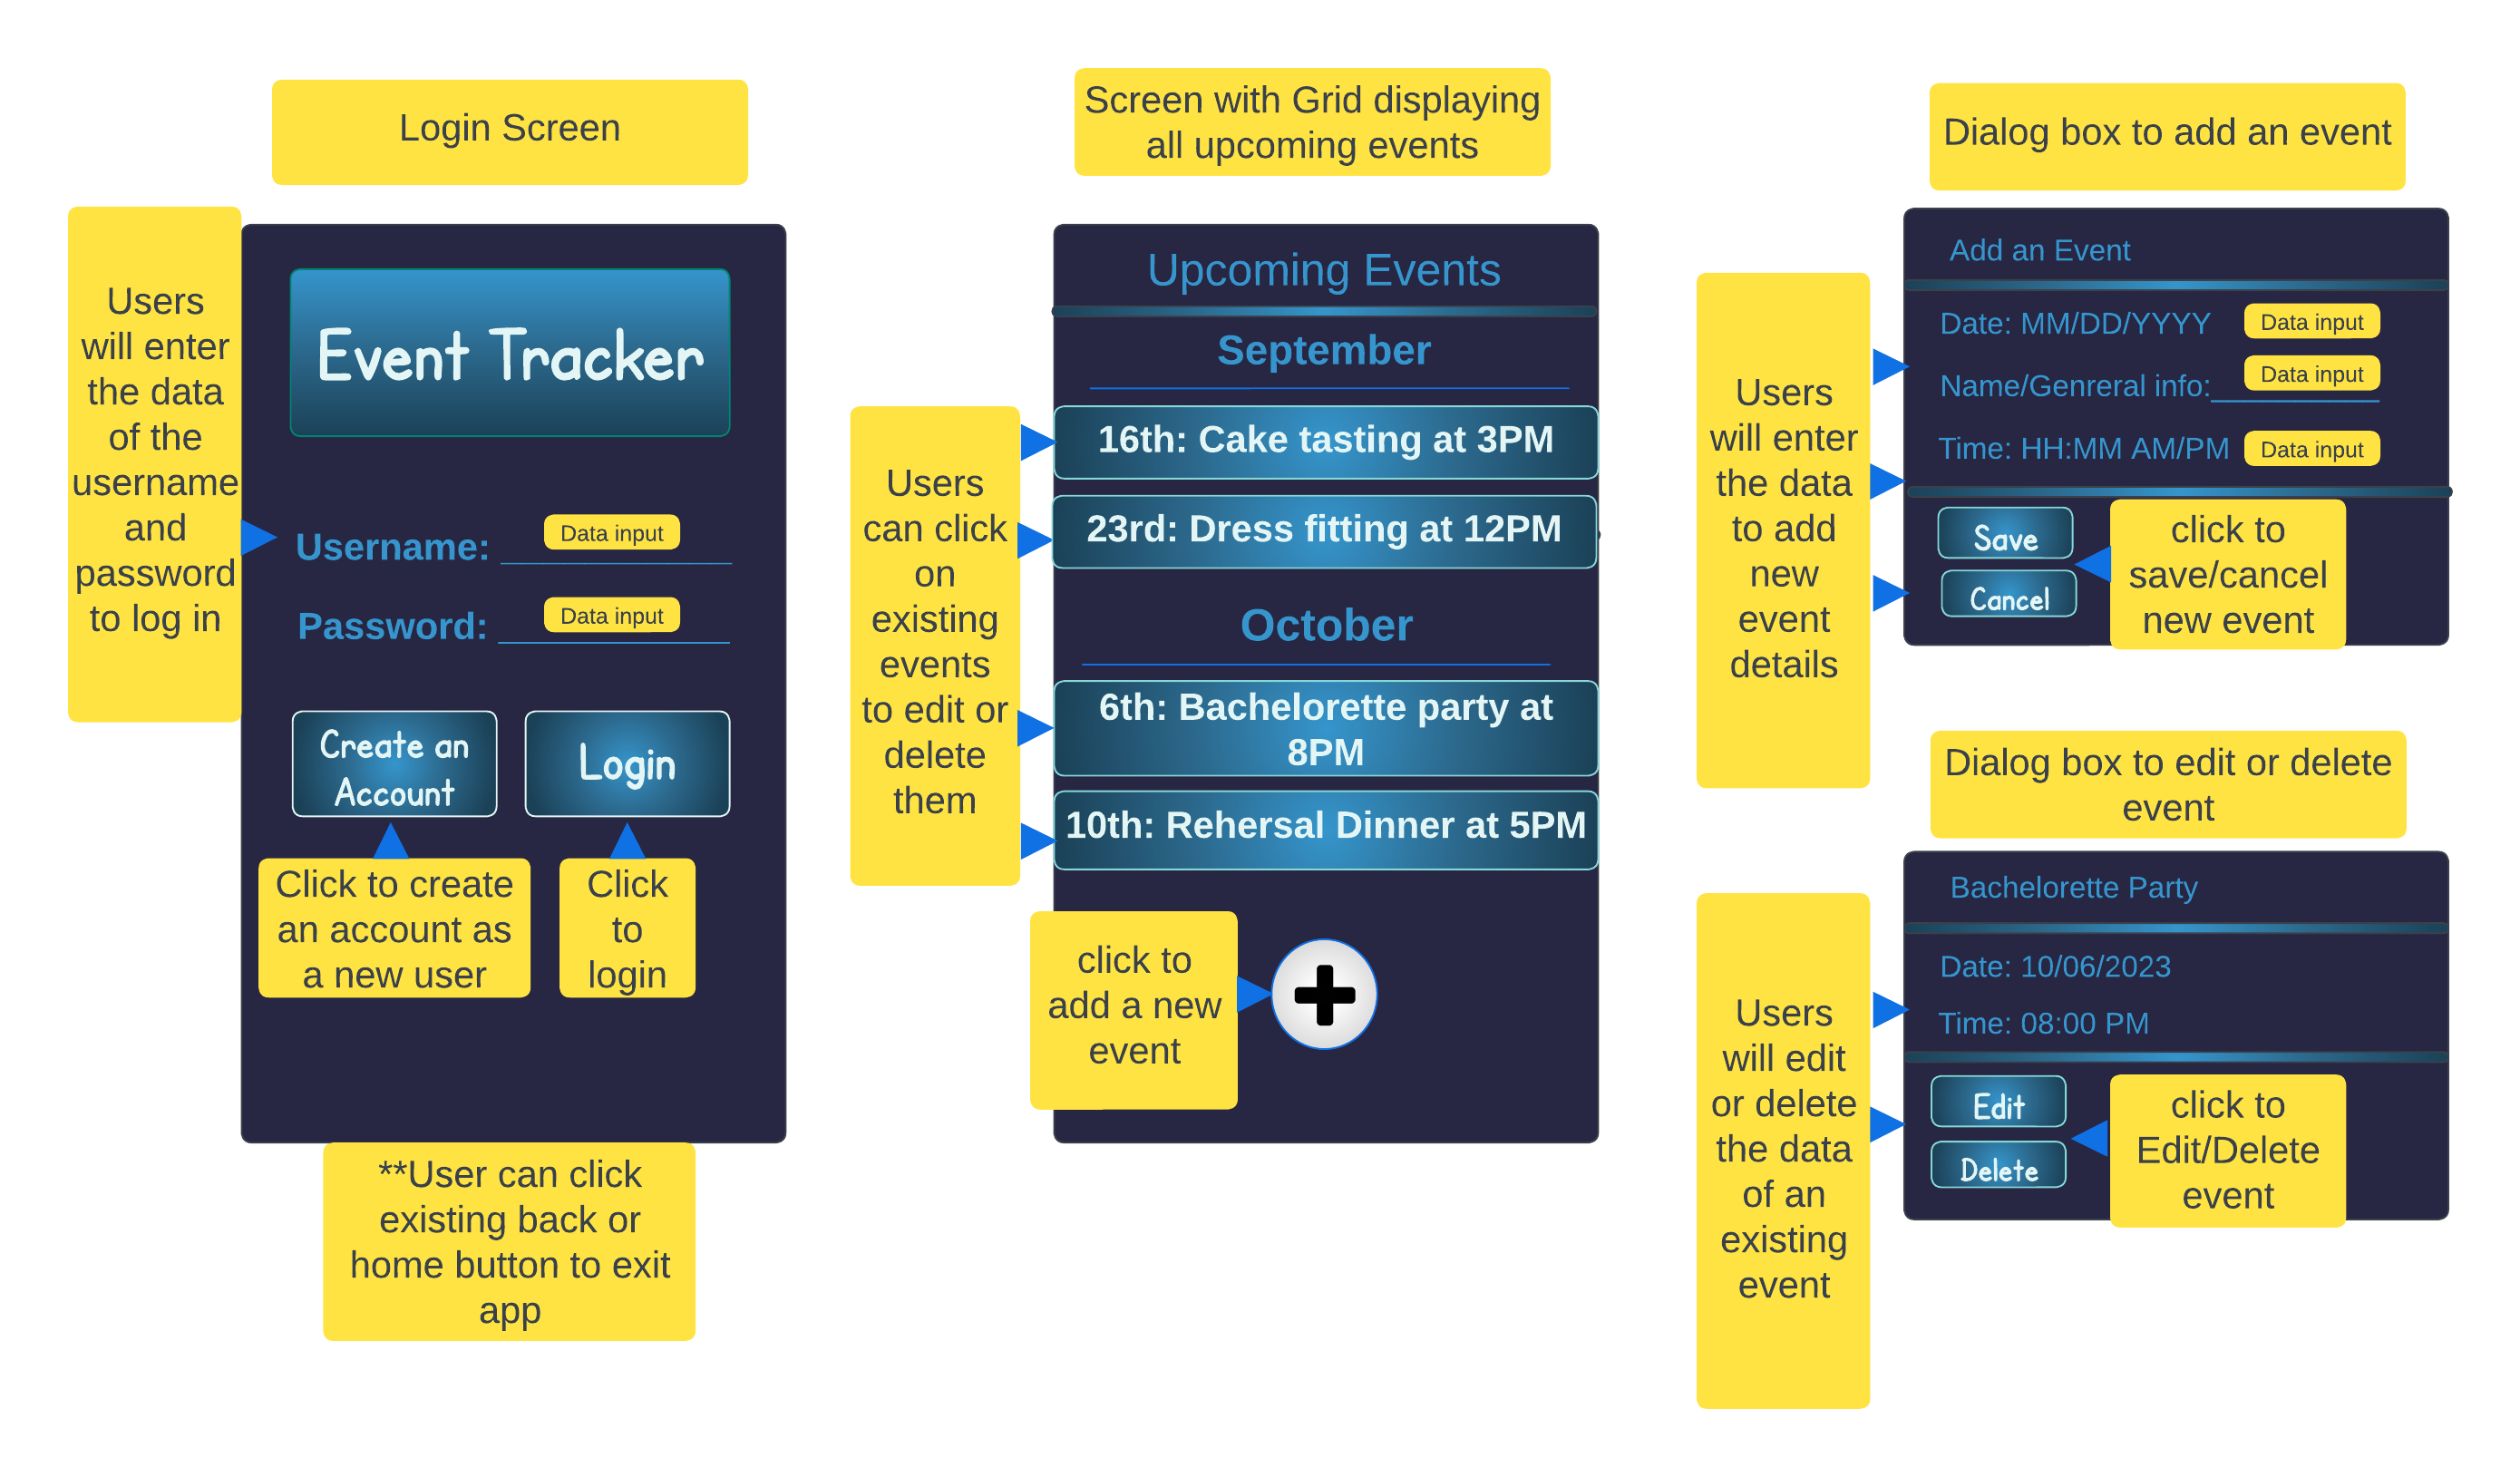 Login Screen
Users
will enter
the data
of the
username
and
password
to log in
Event Tracker
Username:
Data input
Password:
Data input
Create an
Account
Login
Click to create
an account as
a new user
Click
to
login
**User can click
existing back or
home button to exit
app
Screen with Grid displaying
all upcoming events
Users
can click
on
existing
events
to edit or
delete
them
Upcoming Events
September
16th: Cake tasting at 3PM
23rd: Dress fitting at 12PM
October
6th: Bachelorette party at
8PM
10th: Rehersal Dinner at 5PM
click to
add a new
event
Dialog box to add an event
Users
will enter
the data
to add
new
event
details
Add an Event
Date: MM/DD/YYYY
Data input
Name/Genreral info:
Data input
Time: HH:MM AM/PM
Data input
Save
Cancel
click to
save/cancel
new event
Dialog box to edit or delete
event
Users
will edit
or delete
the data
of an
existing
event
Bachelorette Party
Date: 10/06/2023
Time: 08:00 PM
Edit
Delete
click to
Edit/Delete
event